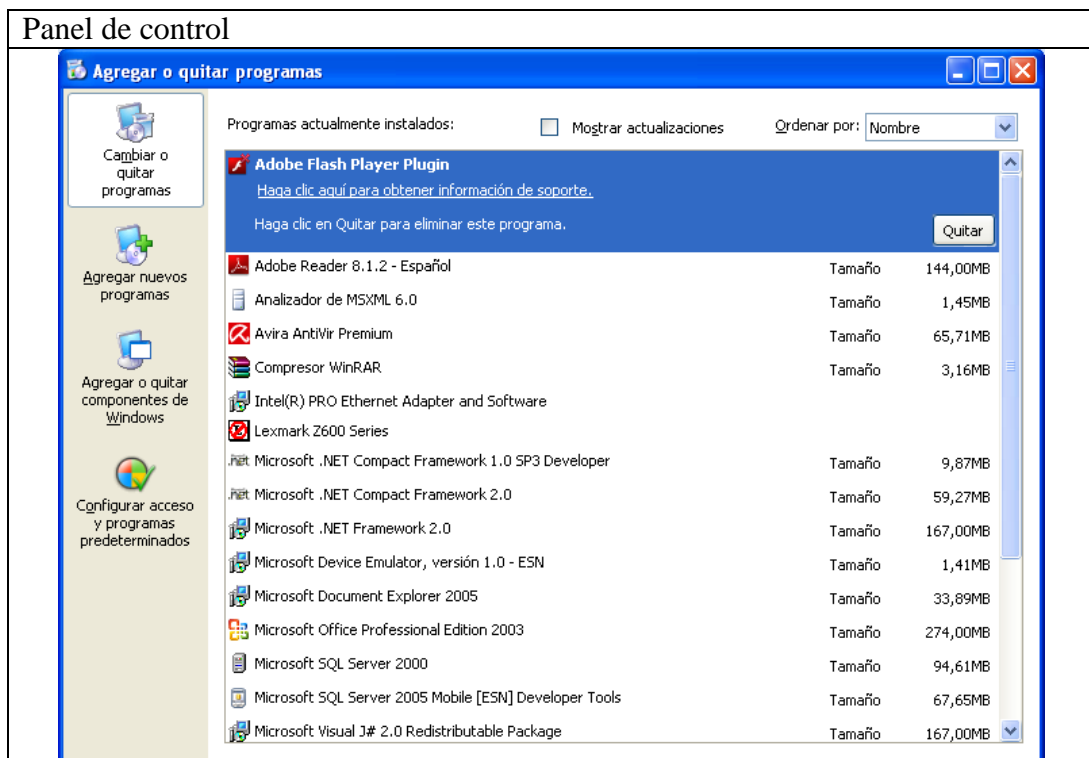 Panel de control
Agregar o quitar programas
Cambiar o
quitar
programas
Agregar nuevos
programas
Agregar o quitar
componentes de
Windows
Configurar acceso
y programas
predeterminados
Programas actualmente instalados: Mostrar actualizaciones Ordenar por: Nombre
Adobe Flash Player Plugin
Haga clic aquí para obtener información de soporte.
Haga clic en Quitar para eliminar este programa. Quitar
Adobe Reader 8.1.2 - Español Tamaño 144,00MB
Analizador de MSXML 6.0 Tamaño 1,45MB
Avira AntiVir Premium Tamaño 65,71MB
Compresor WinRAR Tamaño 3,16MB
Intel(R) PRO Ethernet Adapter and Software
Lexmark Z600 Series
.net Microsoft .NET Compact Framework 1.0 SP3 Developer Tamaño 9,87MB
.net Microsoft .NET Compact Framework 2.0 Tamaño 59,27MB
Microsoft .NET Framework 2.0 Tamaño 167,00MB
Microsoft Device Emulator, versión 1.0 - ESN Tamaño 1,41MB
Microsoft Document Explorer 2005 Tamaño 33,89MB
Microsoft Office Professional Edition 2003 Tamaño 274,00MB
Microsoft SQL Server 2000 Tamaño 94,61MB
Microsoft SQL Server 2005 Mobile [ESN] Developer Tools Tamaño 67,65MB
Microsoft Visual J# 2.0 Redistributable Package Tamaño 167,00MB